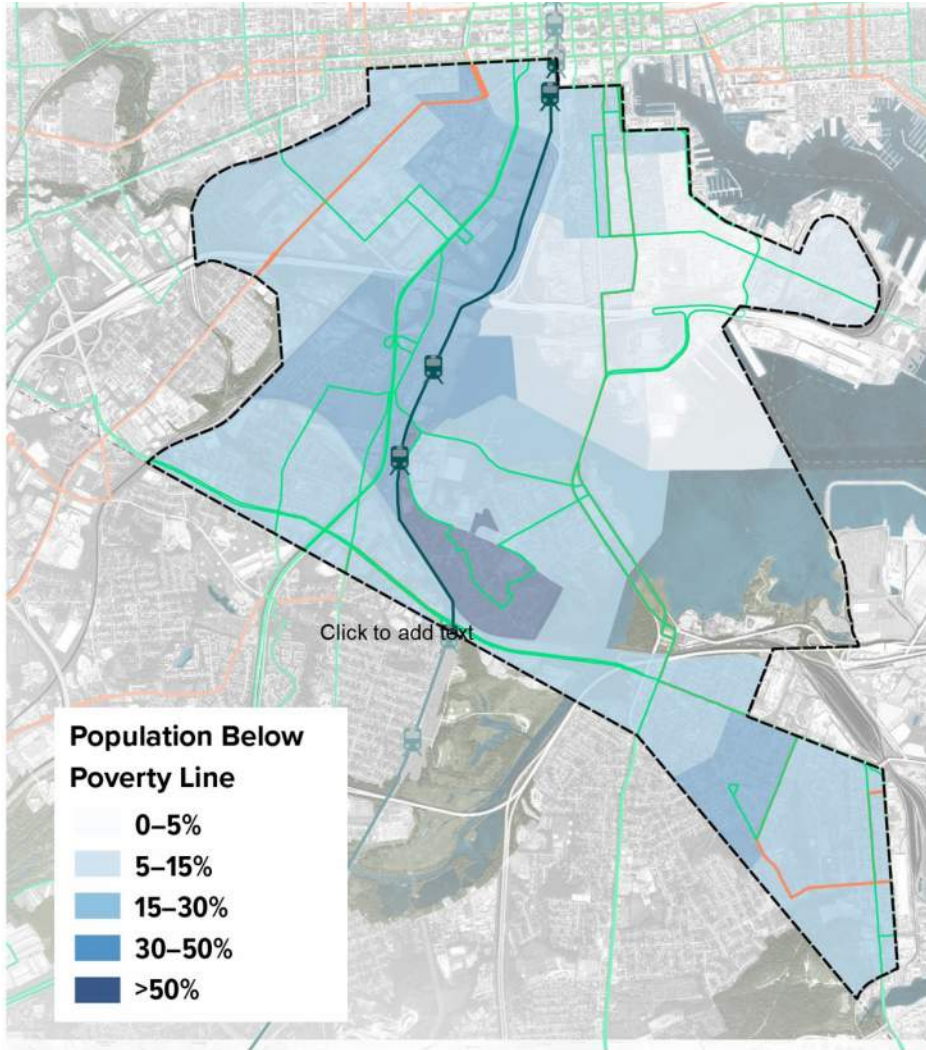 Click to add text
Population Below
Poverty Line
0–5%
5–15%
15–30%
30–50%
>50%